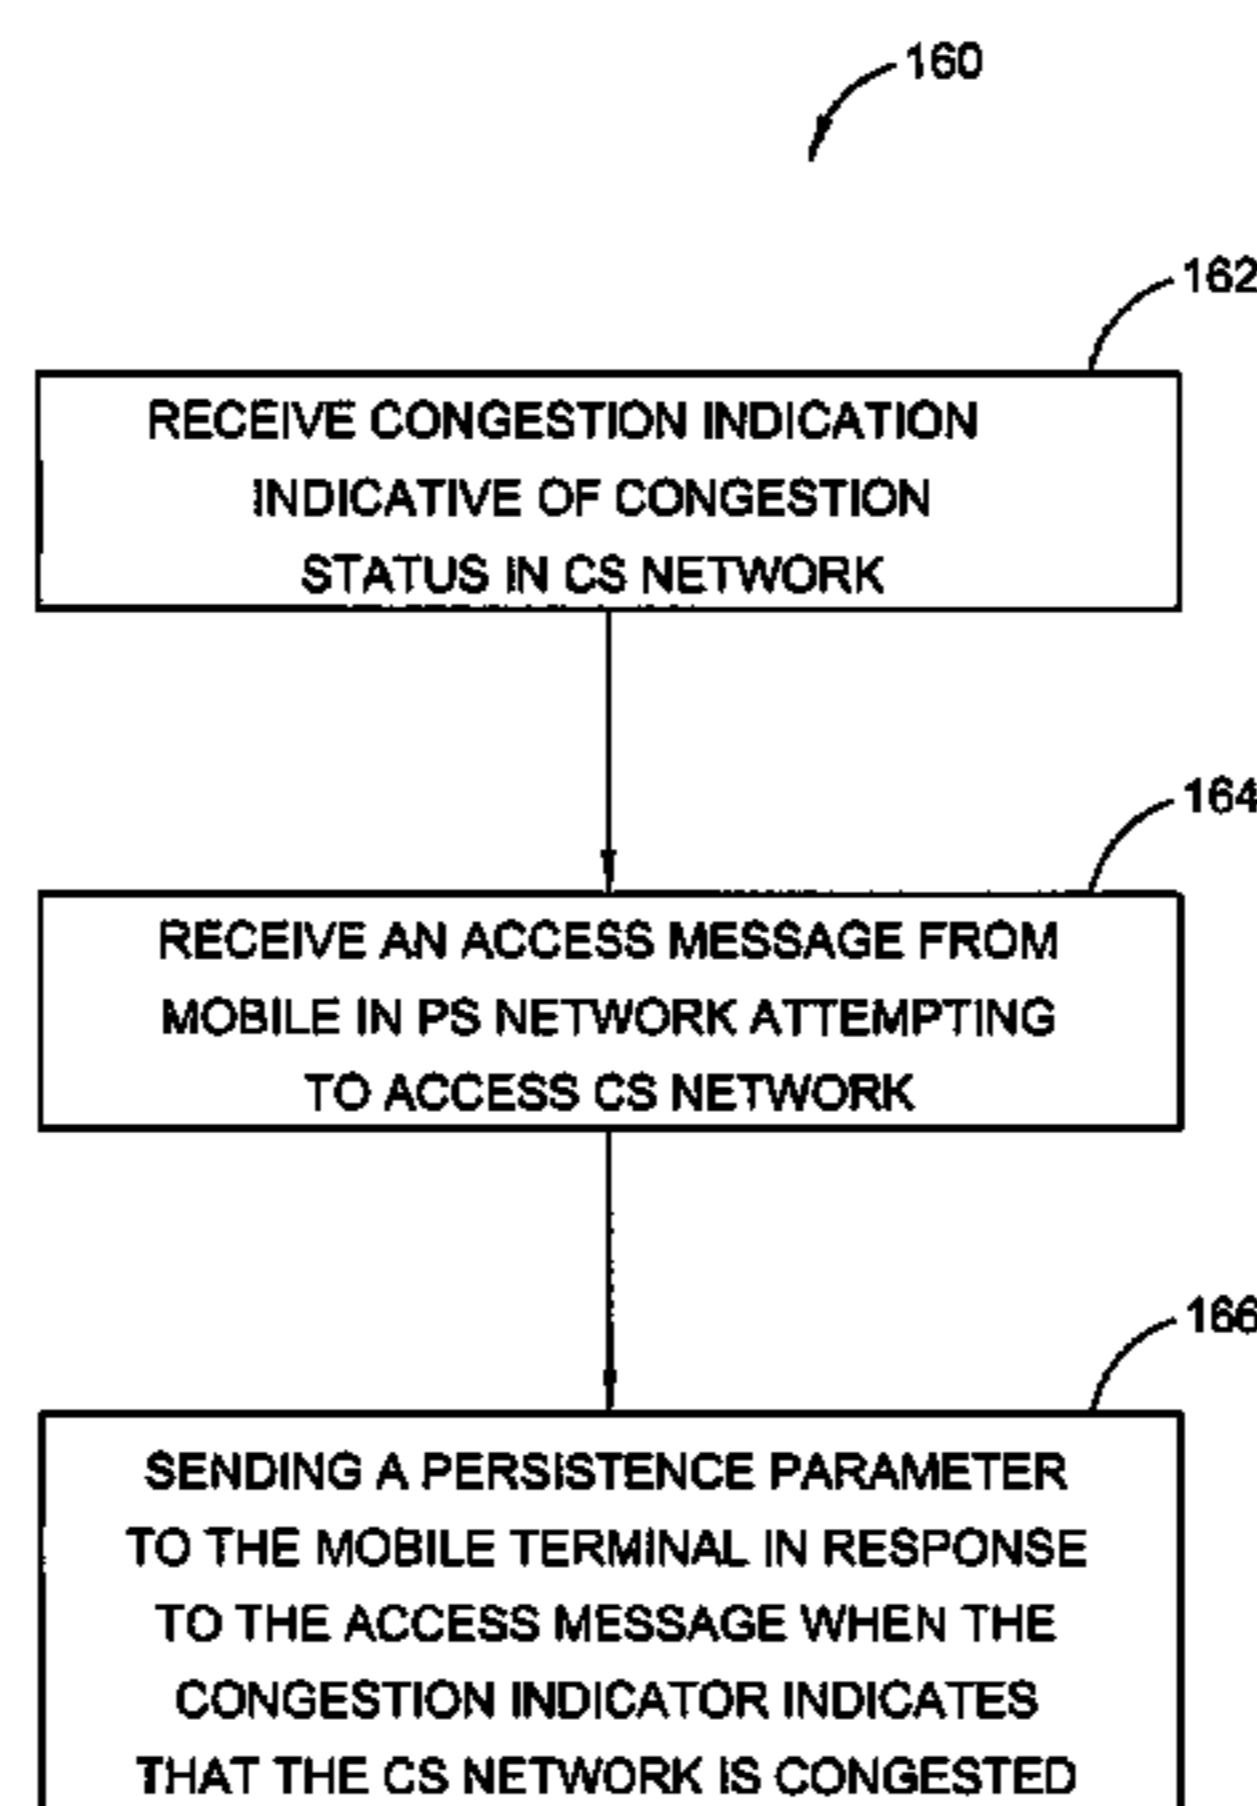 160
162
RECEIVE CONGESTION INDICATION
INDICATIVE OF CONGESTION
STATUS IN CS NETWORK
164
RECEIVE AN ACCESS MESSAGE FROM
MOBILE IN PS NETWORK ATTEMPTING
TO ACCESS CS NETWORK
166
SENDING A PERSISTENCE PARAMETER
TO THE MOBILE TERMINAL IN RESPONSE
TO THE ACCESS MESSAGE WHEN THE
CONGESTION INDICATOR INDICATES
THAT THE CS NETWORK IS CONGESTED